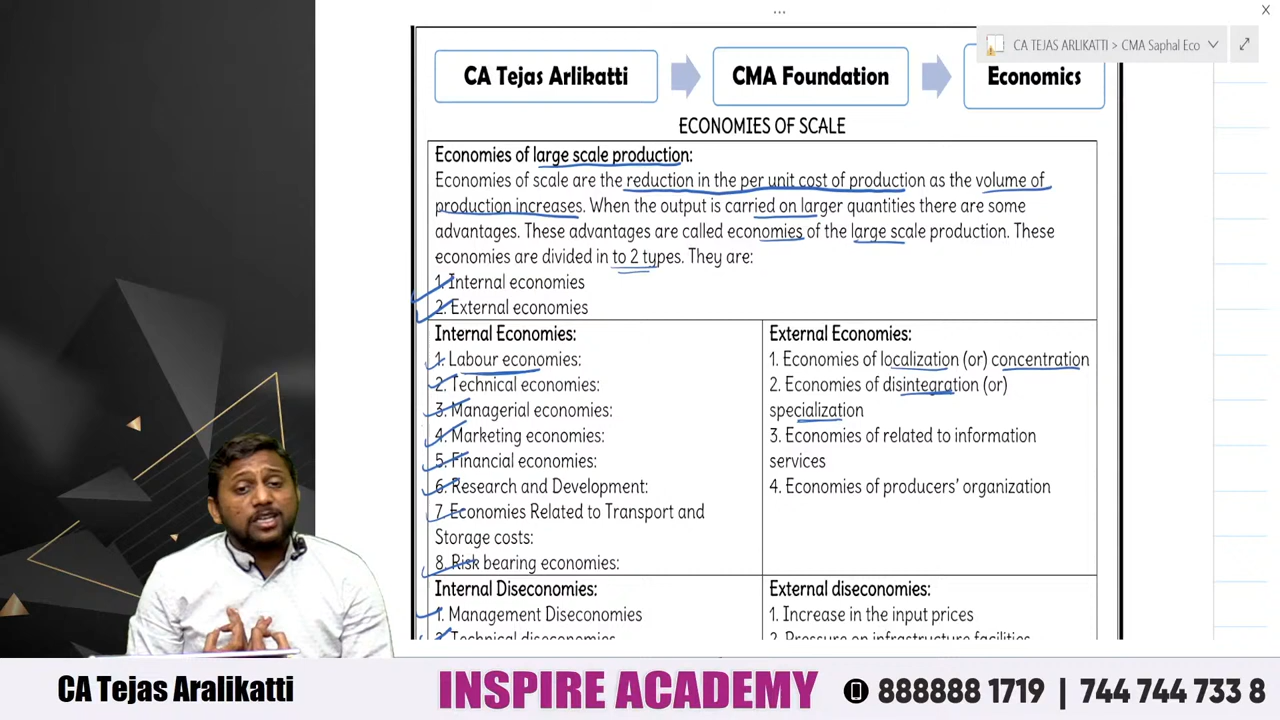 ...
X
CA TEJAS ARLIKATTI > CMA Saphal Eco
CA Tejas Arlikatti
CMA Foundation
Economics
ECONOMIES OF SCALE
Economies of large scale production:
Economies of scale are the reduction in the per unit cost of production as the volume of
production increases. When the output is carried on larger quantities there are some
advantages. These advantages are called economies of the large scale production. These
economies are divided in to 2 types. They are:
1. Internal economies
2. External economies
Internal Economies:
1. Labour economies:
2. Technical economies:
3. Managerial economies:
4. Marketing economies:
5. Financial economies:
6. Research and Development:
7. Economies Related to Transport and
Storage costs:
8. Risk bearing economies:
External Economies:
1. Economies of localization (or) concentration
2. Economies of disintegration (or)
specialization
3. Economies of related to information
services
4. Economies of producers' organization
Internal Diseconomies:
1. Management Diseconomies
2. Technical diseconomies
External diseconomies:
1. Increase in the input prices
2. Pressure on infrastructure facilities
CA Tejas Aralikatti
INSPIRE ACADEMY
888888 1719 | 744 744 733 8